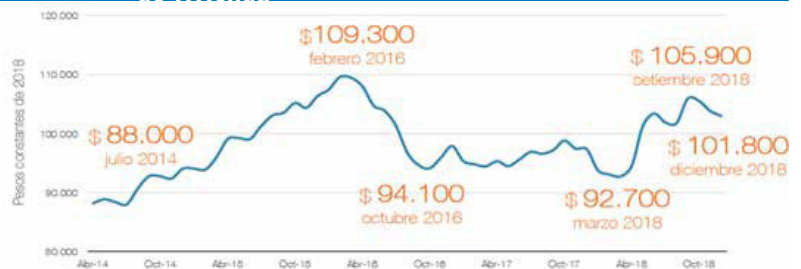 120.000
$ 109.300
febrero 2016
$ 105.900
setiembre 2018
110.000
$ 88.000
julio 2014
100.000
$ 101.800
diciembre 2018
$ 94.100
octubre 2016
$ 92.700
marzo 2018
90.000
80.000
Pesos constantes de 2018
Abr-14 Oct-14 Abr-15 Oct-15 Abr-16 Oct-16 Abr-17 Oct-17 Abr-18 Oct-18